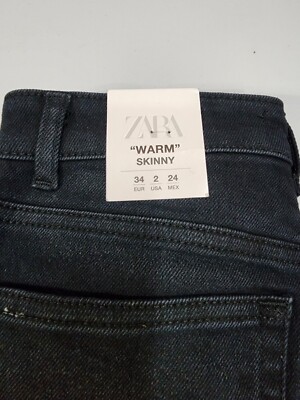 ZARA
“WARM”
SKINNY
34 2 24
EUR USA MEX